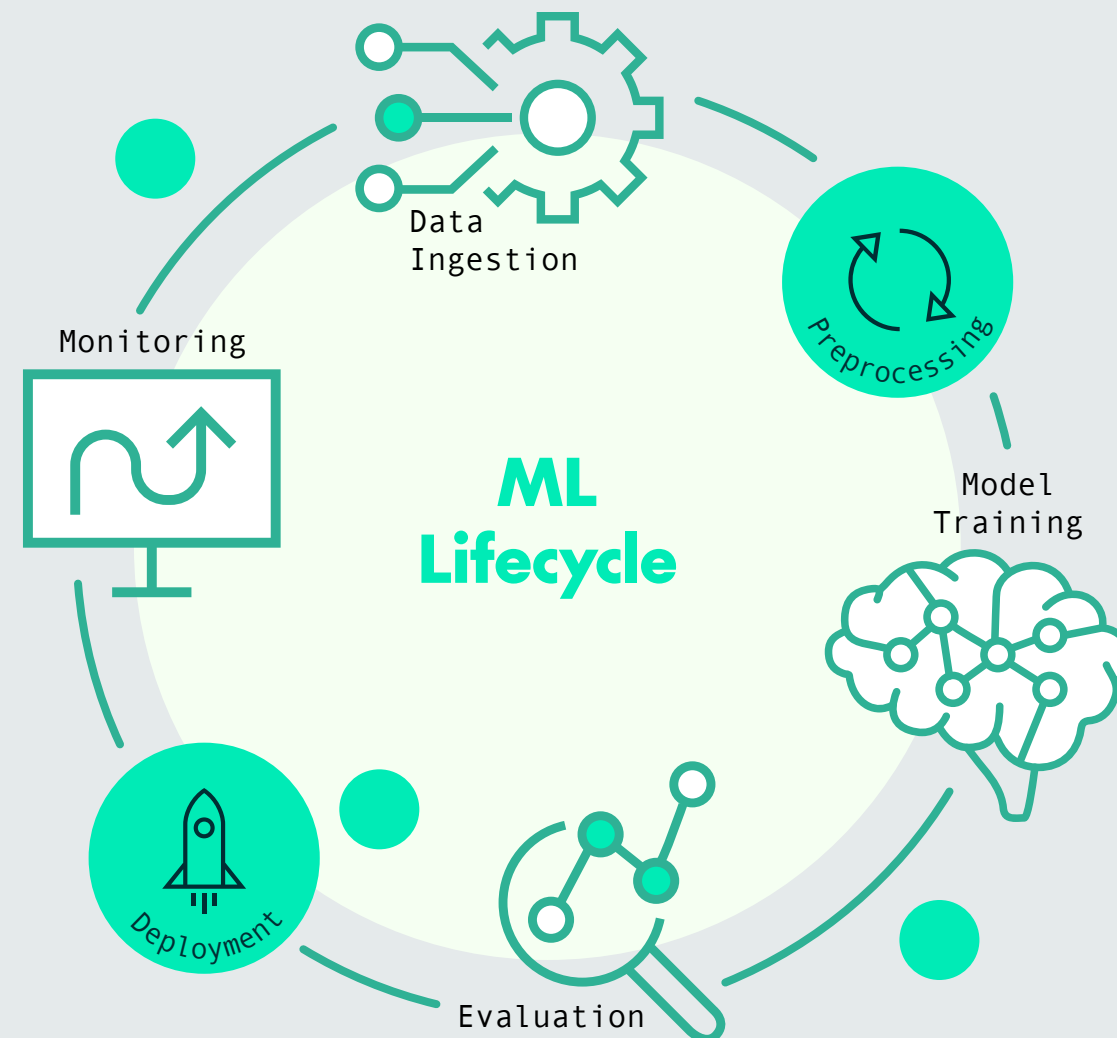 Data
Ingestion
Preprocessing
Monitoring
ML
Lifecycle
Model
Training
Deployment
Evaluation